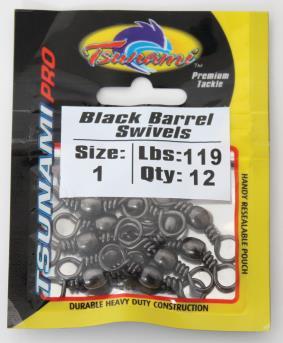 Tsunami™
Premium
Tackle
TSUNAMI PRO
Black Barrel
Swivels
Size:
1
Lbs:119
Qty: 12
HANDY RESEALABLE POUCH
DURABLE HEAVY DUTY CONSTRUCTION